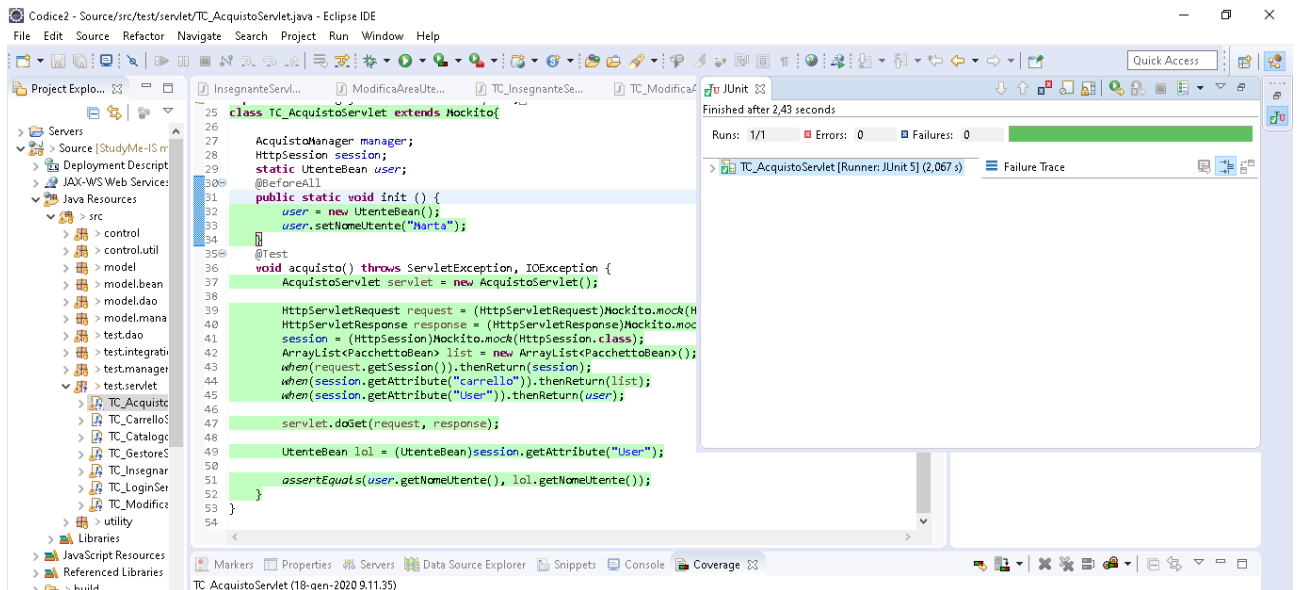 Codice2 - Source/src/test/servlet/TC_AcquistoServlet.java - Eclipse IDE
File Edit Source Refactor Navigate Search Project Run Window Help
Quick Access
Project Explo...
Servers
Source [StudyMe-IS m
Deployment Descript
JAX-WS Web Services
Java Resources
> src
> control
> control.util
> model
> model.bean
> model.dao
> model.mana
> test.dao
> test.integrati
> test.manager
> test.servlet
TC_Acquisto
TC_CarrelloS
TC_Catalogo
TC_GestoreS
TC_Insegnar
TC_LoginSer
TC_Modifica
> utility
Libraries
JavaScript Resources
Referenced Libraries
> build
InsegnanteServl...
ModificaAreaUte...
TC_InsegnanteSe...
TC_ModificaA
25 class TC_AcquistoServlet extends Mockito{
26
27 AcquistoManager manager;
28 HttpSession session;
29 static UtenteBean user;
30 @BeforeAll
31 public static void init () {
32 user = new UtenteBean();
33 user.setNomeUtente("Marta");
34 }
35 @Test
36 void acquisto() throws ServletException, IOException {
37 AcquistoServlet servlet = new AcquistoServlet();
38
39 HttpServletRequest request = (HttpServletRequest)Mockito.mock(H
40 HttpServletResponse response = (HttpServletResponse)Mockito.moc
41 session = (HttpSession)Mockito.mock(HttpSession.class);
42 ArrayList<PacchettoBean> list = new ArrayList<PacchettoBean>();
43 when(request.getSession()).thenReturn(session);
44 when(session.getAttribute("carrello")).thenReturn(list);
45 when(session.getAttribute("User")).thenReturn(user);
46
47 servlet.doGet(request, response);
48
49 UtenteBean lol = (UtenteBean)session.getAttribute("User");
50
51 assertEquals(user.getNomeUtente(), lol.getNomeUtente());
52 }
53 }
54
JUnit
Finished after 2,43 seconds
Runs: 1/1 Errors: 0 Failures: 0
TC_AcquistoServlet [Runner: JUnit 5] (2,067 s)
Failure Trace
Markers Properties Servers Data Source Explorer Snippets Console Coverage
TC_AcquistoServlet (18-gen-2020 9.11.35)